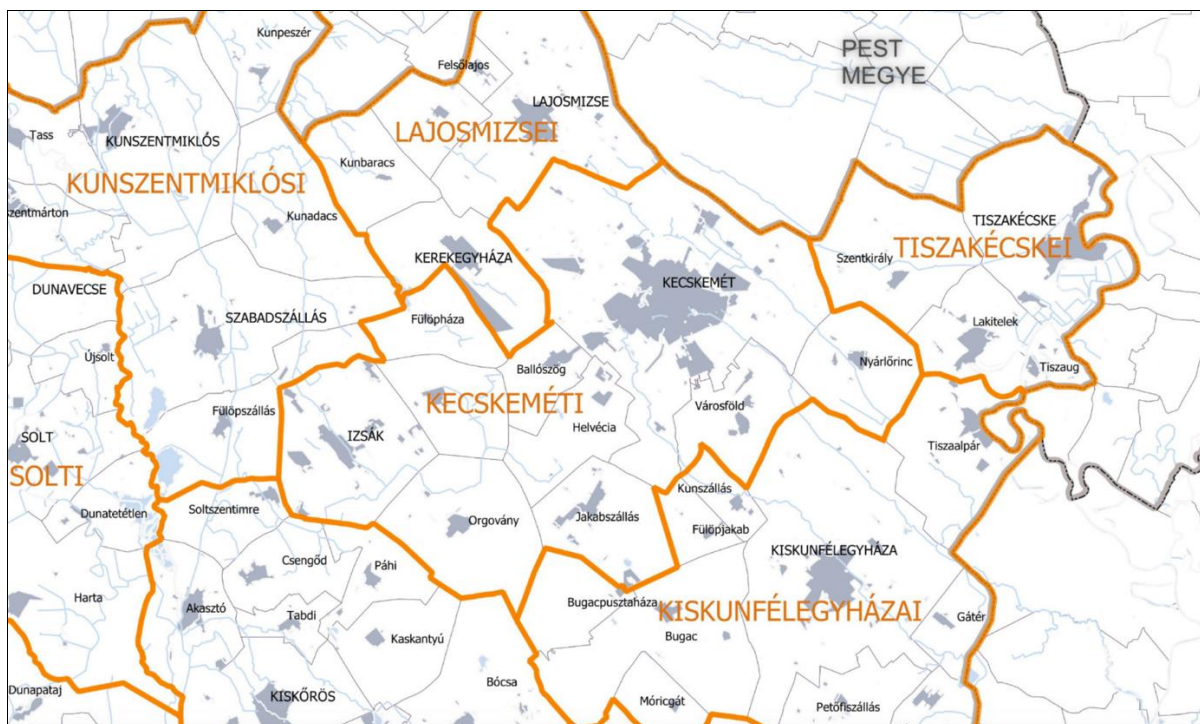 Kunpeszér
PEST
MEGYE
Felsőlajos
LAJOSMIZSE
Tass
KUNSZENTMIKLÓS
LAJOSMIZSEI
Kunbaracs
KUNSZENTMIKLÓSI
zentmárton
Kunadacs
TISZAKÉCSKE
TISZAKÉCSKEI
KEREKEGYHÁZA
Szentkirály
DUNAVECSE
KECSKEMÉT
SZABADSZÁLLÁS
Fülöpháza
Lakitelek
Újsolt
Ballószög
Nyárlőrinc
Tiszaug
KECSKEMÉTI
Fülöpszállás
Városföld
Helvécia
SOLT
IZSÁK
Tiszaalpár
SOLTI
Kunszállás
Dunatetétlen
Soltszentimre
Orgovány
Jakabszállás
Fülöpjakab
KISKUNFÉLEGYHÁZA
Csengőd
Páhi
Harta
Akasztó
Bugacpusztaháza
KISKUNFÉLEGYHÁZAI
Tabdi
Gátér
Kaskantyú
Bugac
Bócsa
Dunapataj
KISKŐRÖS
Móricgát
Petőfiszállás